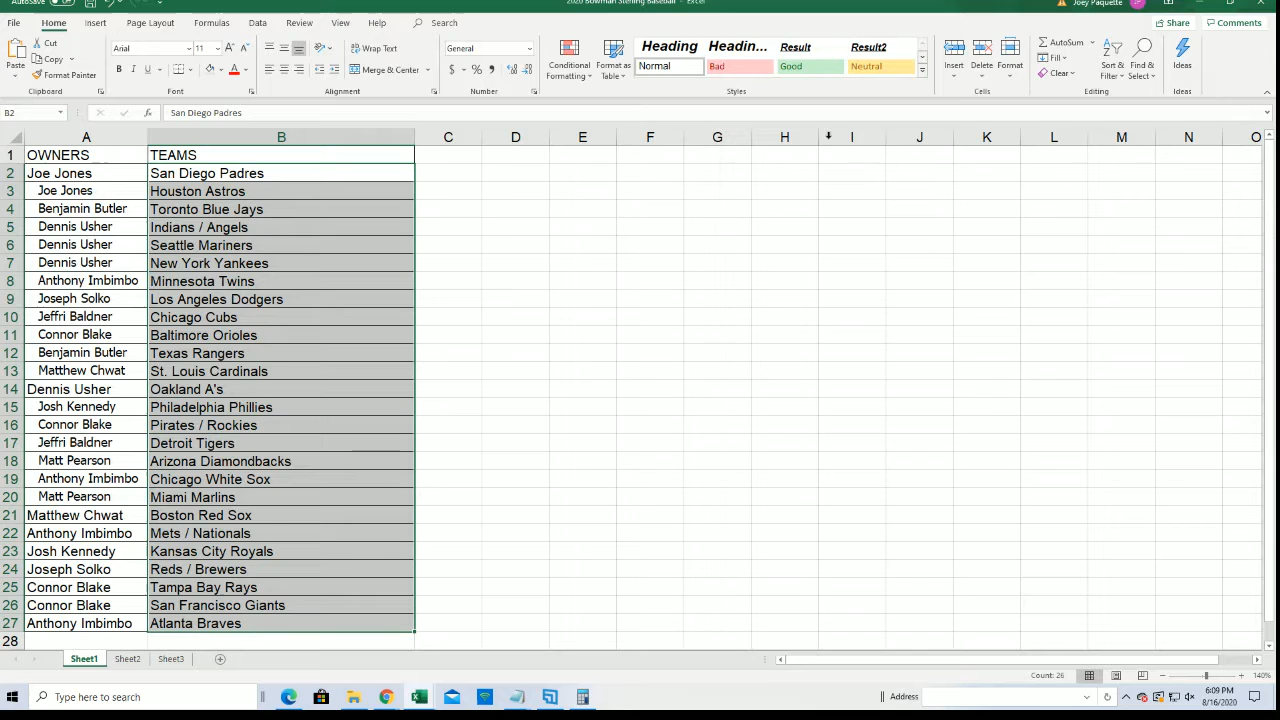 AutoSave
2020 Bowman Sterling Baseball - Excel
Joey Paquette
JP
File Home Insert Page Layout Formulas Data Review View Help Search Share Comments
Paste Cut Copy Format Painter Clipboard
Arial 11 A A B I U A Font
Wrap Text Merge & Center Alignment
General $ % , Number
Conditional Formatting Format as Table
Heading Headin... Result Result2
Normal Bad Good Neutral
Styles
Insert Delete Format Cells
AutoSum Fill Clear Sort & Filter Find & Select Editing
Ideas Ideas
B2 fx San Diego Padres
A B C D E F G H I J K L M N O
1 OWNERS TEAMS
2 Joe Jones San Diego Padres
3 Joe Jones Houston Astros
4 Benjamin Butler Toronto Blue Jays
5 Dennis Usher Indians / Angels
6 Dennis Usher Seattle Mariners
7 Dennis Usher New York Yankees
8 Anthony Imbimbo Minnesota Twins
9 Joseph Solko Los Angeles Dodgers
10 Jeffri Baldner Chicago Cubs
11 Connor Blake Baltimore Orioles
12 Benjamin Butler Texas Rangers
13 Matthew Chwat St. Louis Cardinals
14 Dennis Usher Oakland A's
15 Josh Kennedy Philadelphia Phillies
16 Connor Blake Pirates / Rockies
17 Jeffri Baldner Detroit Tigers
18 Matt Pearson Arizona Diamondbacks
19 Anthony Imbimbo Chicago White Sox
20 Matt Pearson Miami Marlins
21 Matthew Chwat Boston Red Sox
22 Anthony Imbimbo Mets / Nationals
23 Josh Kennedy Kansas City Royals
24 Joseph Solko Reds / Brewers
25 Connor Blake Tampa Bay Rays
26 Connor Blake San Francisco Giants
27 Anthony Imbimbo Atlanta Braves
28
Sheet1 Sheet2 Sheet3
Count: 26 140%
Type here to search
Address
6:09 PM
8/16/2020